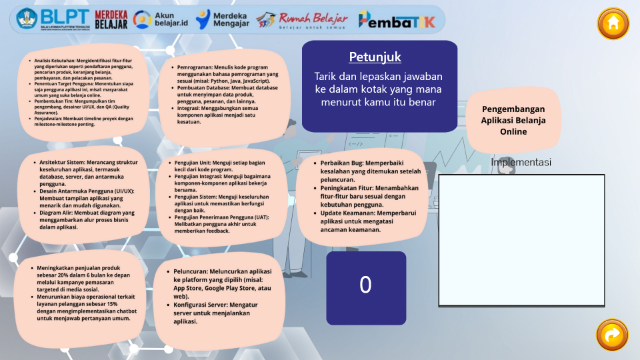 BLPT
MERDEKA
BELAJAR
Akun
belajar.id
Merdeka
Mengajar
Rumah Belajar
belajar untuk semua
PembaTIK
• Analisis Kebutuhan: Mengidentifikasi fitur-fitur
yang diperlukan seperti pendaftaran pengguna,
pencarian produk, keranjang belanja,
pembayaran, dan pelacakan pesanan.
• Penentuan Target Pengguna: Menentukan siapa
saja pengguna aplikasi ini, misal: masyarakat
umum yang suka belanja online.
• Pembentukan Tim: Mengumpulkan tim
pengembang, desainer UI/UX, dan QA (Quality
Assurance).
• Penjadwalan: Membuat timeline proyek dengan
milestone-milestone penting.
• Pemrograman: Menulis kode program
menggunakan bahasa pemrograman yang
sesuai (misal: Python, Java, JavaScript).
• Pembuatan Database: Membuat database
untuk menyimpan data produk,
pengguna, pesanan, dan lainnya.
• Integrasi: Menggabungkan semua
komponen aplikasi menjadi satu
kesatuan.
Petunjuk
Tarik dan lepaskan jawaban
ke dalam kotak yang mana
menurut kamu itu benar
Pengembangan
Aplikasi Belanja
Online
• Arsitektur Sistem: Merancang struktur
keseluruhan aplikasi, termasuk
database, server, dan antarmuka
pengguna.
• Desain Antarmuka Pengguna (UI/UX):
Membuat tampilan aplikasi yang
menarik dan mudah digunakan.
• Diagram Alir: Membuat diagram yang
menggambarkan alur proses bisnis
dalam aplikasi.
• Pengujian Unit: Menguji setiap bagian
kecil dari kode program.
• Pengujian Integrasi: Menguji bagaimana
komponen-komponen aplikasi bekerja
bersama.
• Pengujian Sistem: Menguji keseluruhan
aplikasi untuk memastikan berfungsi
dengan baik.
• Pengujian Penerimaan Pengguna (UAT):
Melibatkan pengguna akhir untuk
memberikan feedback.
• Perbaikan Bug: Memperbaiki
kesalahan yang ditemukan setelah
peluncuran.
• Peningkatan Fitur: Menambahkan
fitur-fitur baru sesuai dengan
kebutuhan pengguna.
• Update Keamanan: Memperbarui
aplikasi untuk mengatasi
ancaman keamanan.
Implementasi
• Meningkatkan penjualan produk
sebesar 20% dalam 6 bulan ke depan
melalui kampanye pemasaran
targeted di media sosial.
• Menurunkan biaya operasional terkait
layanan pelanggan sebesar 15%
dengan mengimplementasikan chatbot
untuk menjawab pertanyaan umum.
• Peluncuran: Meluncurkan aplikasi
ke platform yang dipilih (misal:
App Store, Google Play Store, atau
web).
• Konfigurasi Server: Mengatur
server untuk menjalankan
aplikasi.
0